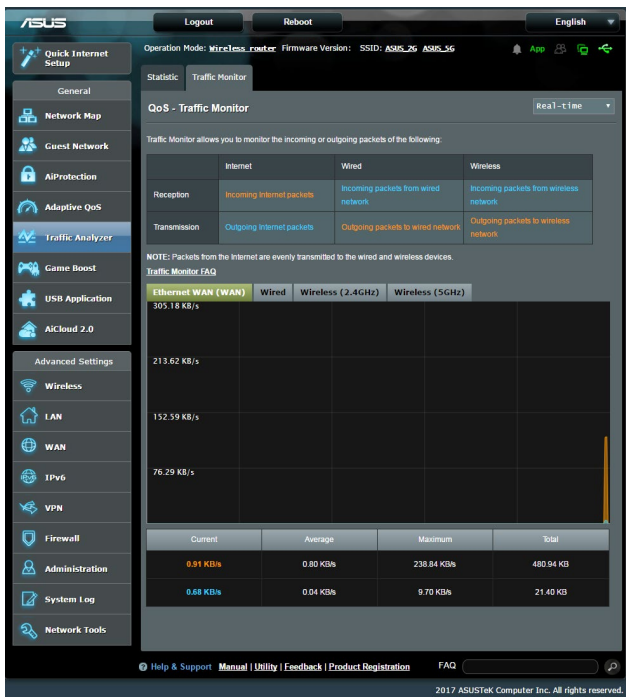 ASUS
Logout
Reboot
English
Quick Internet
Setup
Operation Mode: Wireless router Firmware Version: SSID: ASUS_2G ASUS_5G
App
General
Network Map
Guest Network
AiProtection
Adaptive QoS
Traffic Analyzer
Game Boost
USB Application
AiCloud 2.0
Advanced Settings
Wireless
LAN
WAN
IPv6
VPN
Firewall
Administration
System Log
Network Tools
Statistic
Traffic Monitor
QoS - Traffic Monitor
Real-time
Traffic Monitor allows you to monitor the incoming or outgoing packets of the following:
Internet
Wired
Wireless
Reception
Incoming Internet packets
Incoming packets from wired
network
Incoming packets from wireless
network
Transmission
Outgoing Internet packets
Outgoing packets to wired network
Outgoing packets to wireless
network
NOTE: Packets from the Internet are evenly transmitted to the wired and wireless devices.
Traffic Monitor FAQ
Ethernet WAN (WAN)
Wired
Wireless (2.4GHz)
Wireless (5GHz)
305.18 KB/s
213.62 KB/s
152.59 KB/s
76.29 KB/s
Current
Average
Maximum
Total
0.91 KB/s
0.80 KB/s
238.84 KB/s
480.94 KB
0.68 KB/s
0.04 KB/s
9.70 KB/s
21.40 KB
Help & Support Manual | Utility | Feedback | Product Registration
FAQ
2017 ASUSTeK Computer Inc. All rights reserved.